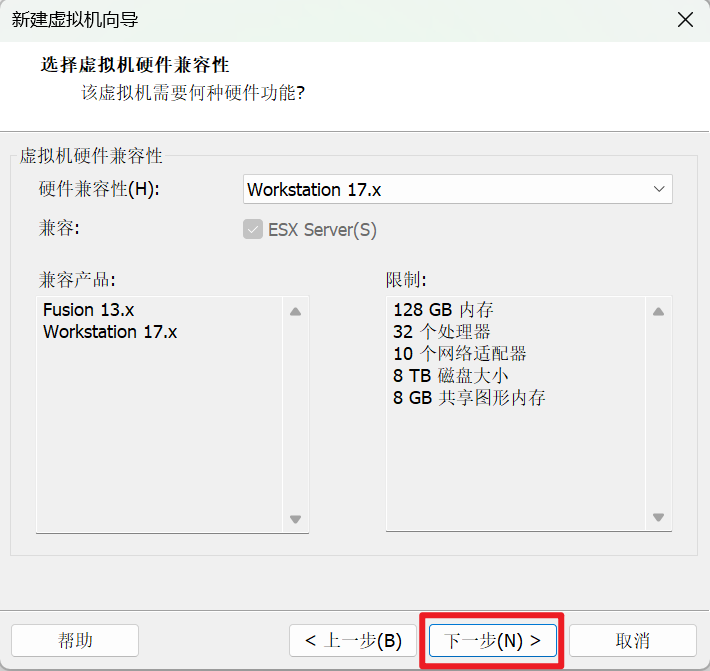 新建虚拟机向导
选择虚拟机硬件兼容性
该虚拟机需要何种硬件功能?
虚拟机硬件兼容性
硬件兼容性(H):
Workstation 17.x
兼容:
ESX Server(S)
兼容产品:
Fusion 13.x
Workstation 17.x
限制:
128 GB 内存
32 个处理器
10 个网络适配器
8 TB 磁盘大小
8 GB 共享图形内存
帮助
< 上一步(B)
下一步(N) >
取消